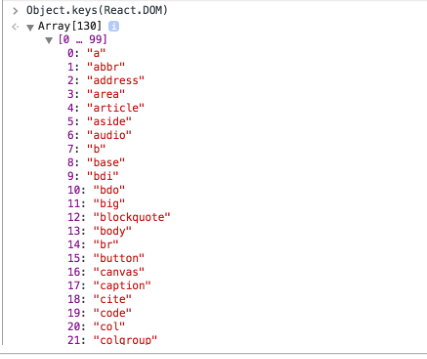 > Object.keys(React.DOM)
<· ▼ Array[130] i
▼ [0 … 99]
0: "a"
1: "abbr"
2: "address"
3: "area"
4: "article"
5: "aside"
6: "audio"
7: "b"
8: "base"
9: "bdi"
10: "bdo"
11: "big"
12: "blockquote"
13: "body"
14: "br"
15: "button"
16: "canvas"
17: "caption"
18: "cite"
19: "code"
20: "col"
21: "colgroup"